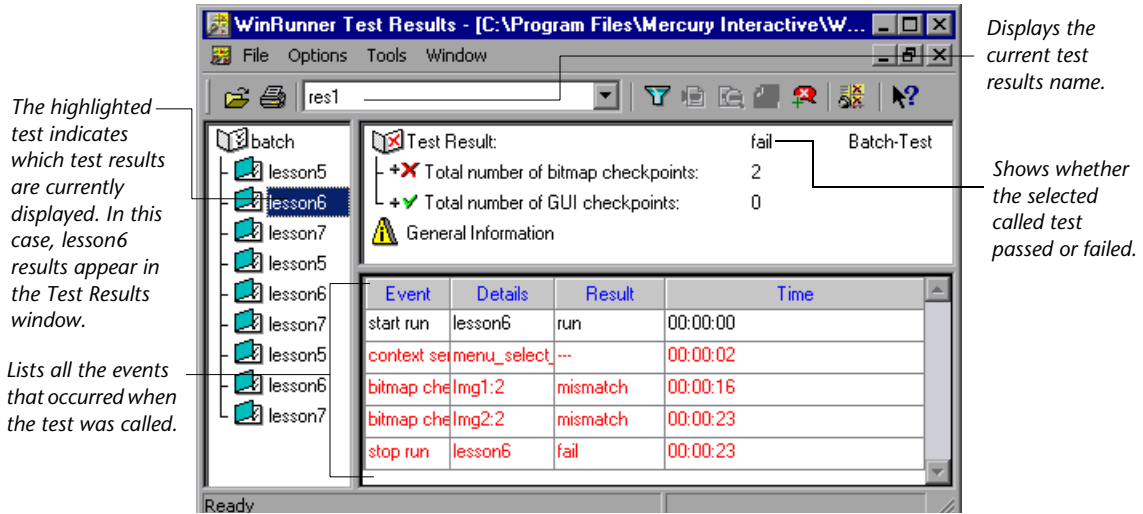 WinRunner Test Results - [C:\Program Files\Mercury Interactive\W...
File Options Tools Window
res1
batch
lesson5
lesson6
lesson7
lesson5
lesson6
lesson7
lesson5
lesson6
lesson7
Test Result: fail Batch-Test
Total number of bitmap checkpoints: 2
Total number of GUI checkpoints: 0
General Information
Event Details Result Time
start run lesson6 run 00:00:00
context sei menu_select_ --- 00:00:02
bitmap che Img1:2 mismatch 00:00:16
bitmap che Img2:2 mismatch 00:00:23
stop run lesson6 fail 00:00:23
Ready
The highlighted
test indicates
which test results
are currently
displayed. In this
case, lesson6
results appear in
the Test Results
window.
Lists all the events
that occurred when
the test was called.
Displays the
current test
results name.
Shows whether
the selected
called test
passed or failed.